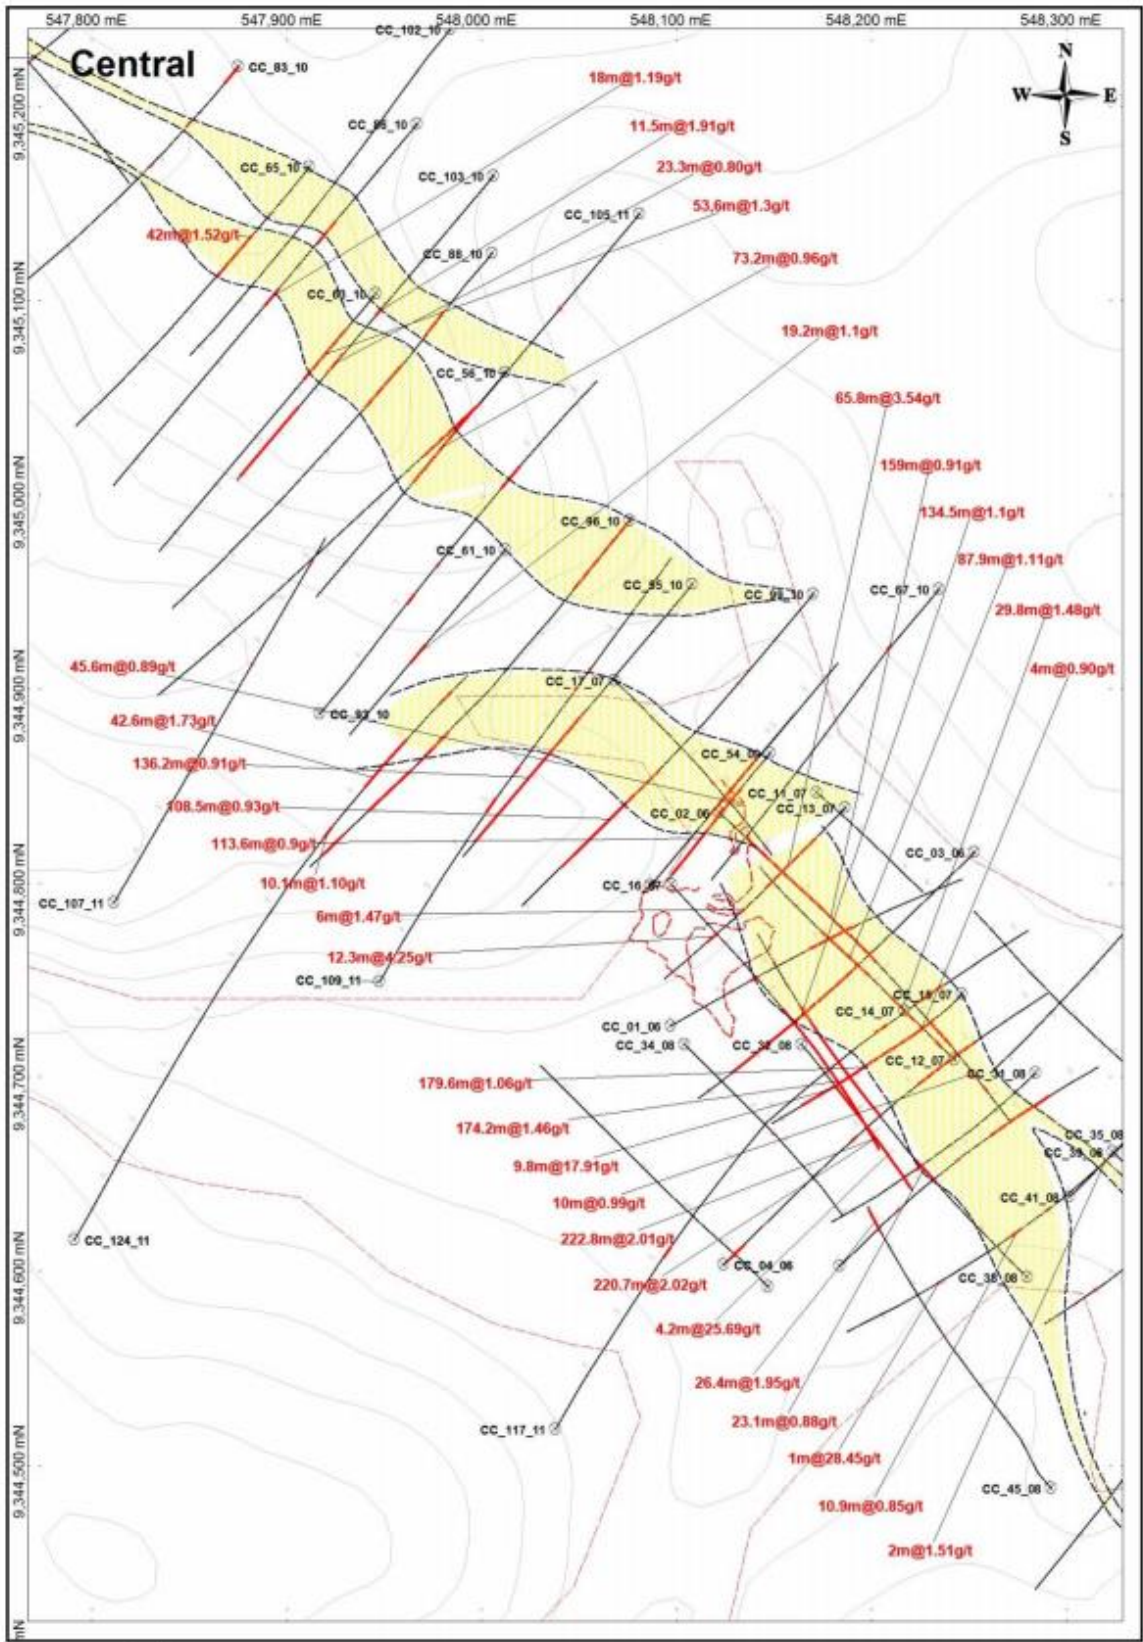 547,800 mE
547,900 mE
548,000 mE
548,100 mE
548,200 mE
548,300 mE
CC_102_10
Central
N
W
E
S
CC_83_10
18m@1.19g/t
9,345,200 mN
11.5m@1.91g/t
CC_65_10
23.3m@0.80g/t
CC_103_10
53.6m@1.3g/t
CC_105_11
42m@1.52g/t
CC_88_10
73.2m@0.96g/t
9,345,100 mN
19.2m@1.1g/t
CC_56_10
65.8m@3.54g/t
159m@0.91g/t
9,345,000 mN
134.5m@1.1g/t
CC_96_10
CC_61_10
87.9m@1.11g/t
CC_95_10
CC_67_10
29.8m@1.48g/t
45.6m@0.89g/t
4m@0.90g/t
CC_17_07
9,344,900 mN
CC_93_10
42.6m@1.73g/t
136.2m@0.91g/t
CC_11_07
108.5m@0.93g/t
CC_13_07
CC_02_06
113.6m@0.9g/t
CC_03_06
10.1m@1.10g/t
9,344,800 mN
CC_107_11
6m@1.47g/t
12.3m@4.25g/t
CC_109_11
CC_14_07
CC_01_06
CC_34_08
CC_32_08
CC_12_07
9,344,700 mN
179.6m@1.06g/t
174.2m@1.46g/t
CC_35_08
9.8m@17.91g/t
10m@0.99g/t
CC_41_08
222.8m@2.01g/t
CC_124_11
9,344,600 mN
CC_04_06
CC_38_08
220.7m@2.02g/t
4.2m@25.69g/t
26.4m@1.95g/t
23.1m@0.88g/t
CC_117_11
1m@28.45g/t
9,344,500 mN
CC_45_08
10.9m@0.85g/t
2m@1.51g/t
mN